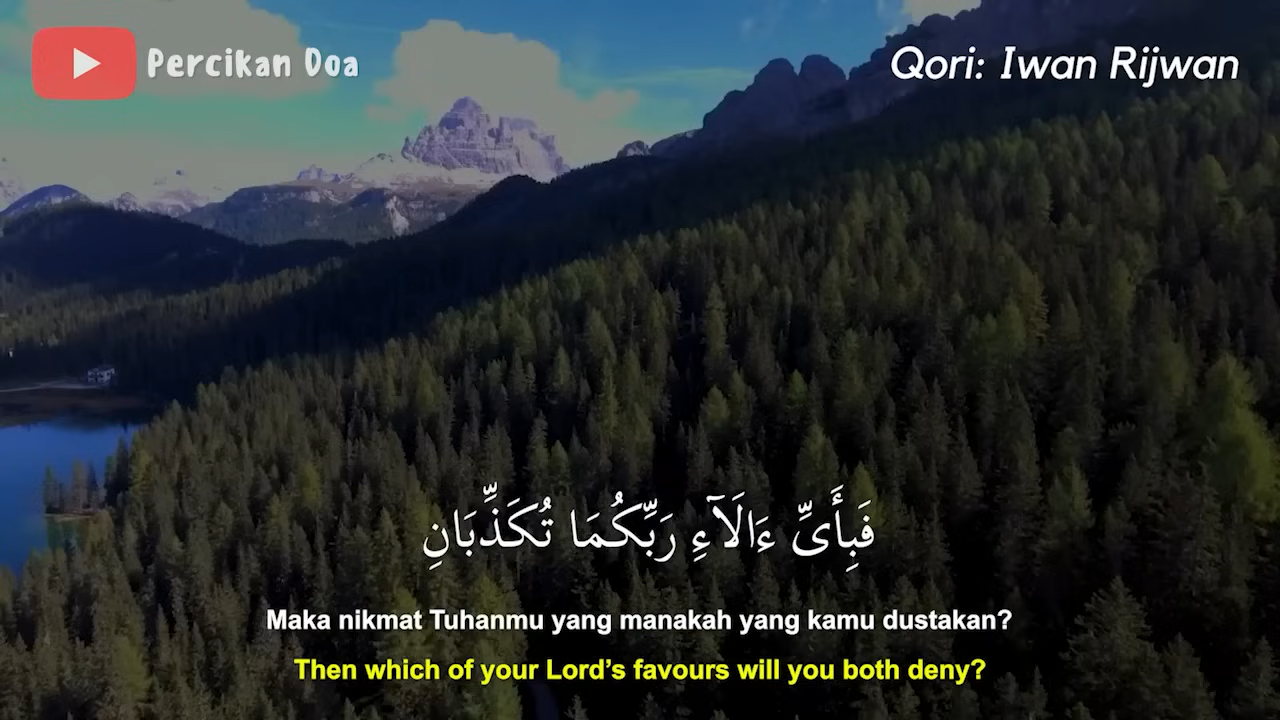 Percikan Doa
Qori: Iwan Rijwan
فَبِأَىِّ ءَالَآءِ رَبِّكُمَا تُكَذِّبَانِ
Maka nikmat Tuhanmu yang manakah yang kamu dustakan?
Then which of your Lord’s favours will you both deny?